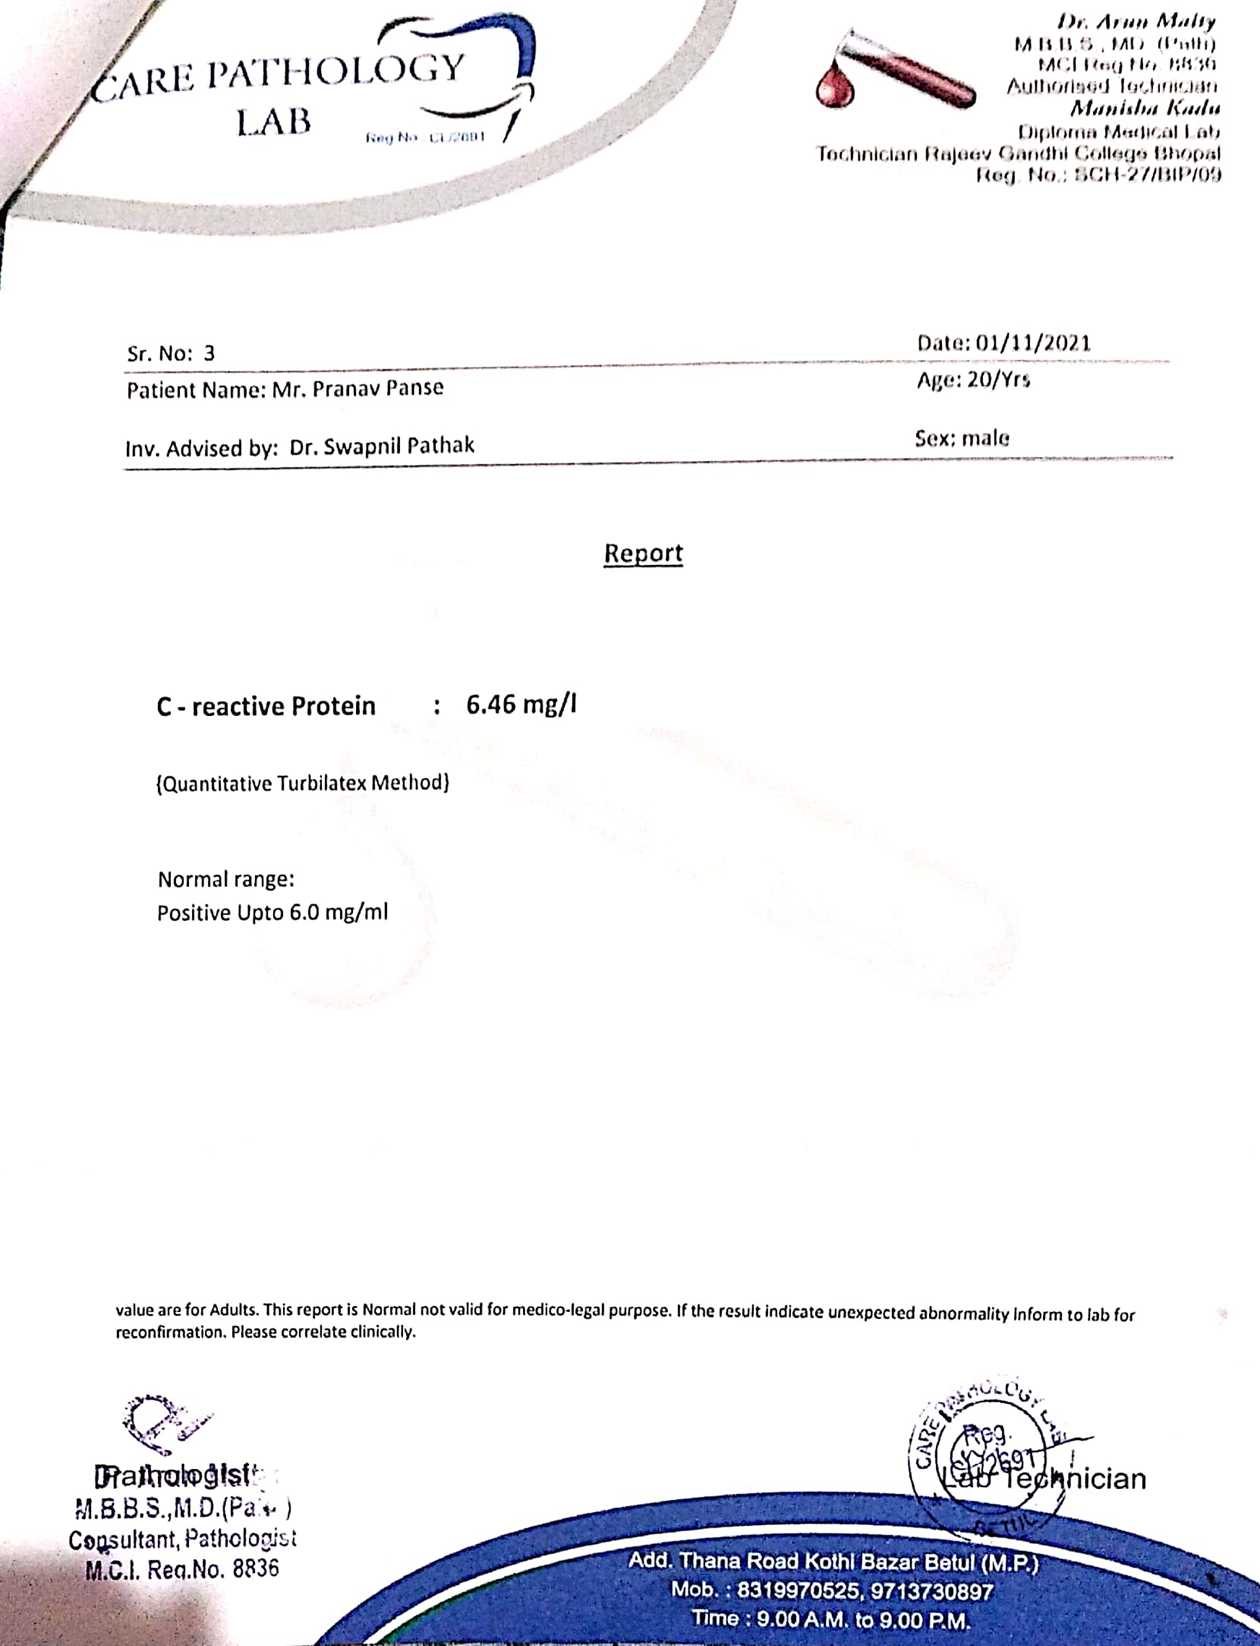 CARE PATHOLOGY
LAB
Reg No. CL/2691
Dr. Arun Maity
M.B.B.S., MD (Path)
MCI Reg No. 8836
Authorised Technician
Manisha Kadu
Diploma Medical Lab
Technician Rajeev Gandhi College Bhopal
Reg. No.: SCH-27/BIP/09
Sr. No: 3
Date: 01/11/2021
Patient Name: Mr. Pranav Panse
Age: 20/Yrs
Inv. Advised by: Dr. Swapnil Pathak
Sex: male
Report
C - reactive Protein : 6.46 mg/l
{Quantitative Turbilatex Method}
Normal range:
Positive Upto 6.0 mg/ml
value are for Adults. This report is Normal not valid for medico-legal purpose. If the result indicate unexpected abnormality Inform to lab for
reconfirmation. Please correlate clinically.
Pathologist
M.B.B.S.,M.D.(Pa )
Consultant, Pathologist
M.C.I. Reg.No. 8836
CARE PATHOLOGY LAB
Reg.
2691
BETUL
Lab Technician
Add. Thana Road Kothi Bazar Betul (M.P.)
Mob. : 8319970525, 9713730897
Time : 9.00 A.M. to 9.00 P.M.